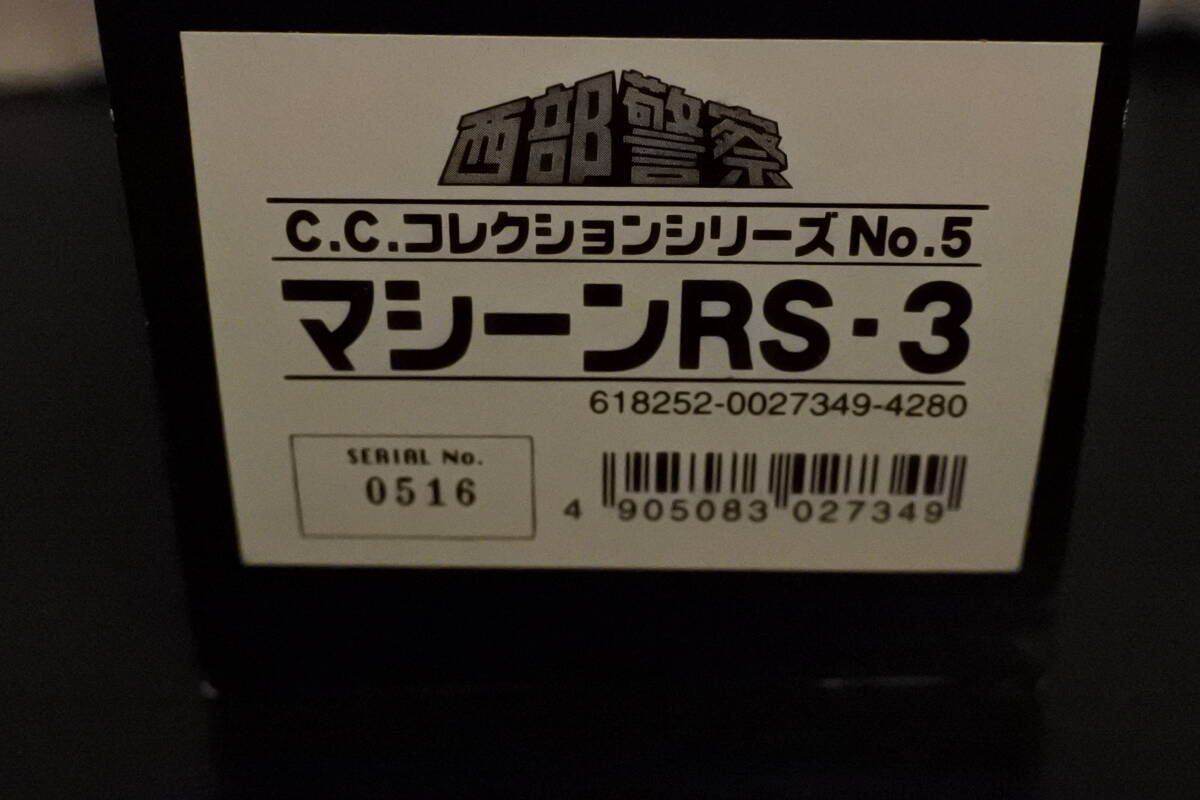 西部警察
C.C.コレクションシリーズ No.5
マシーンRS・3
618252-0027349-4280
SERIAL No.
0516
4 905083 027349